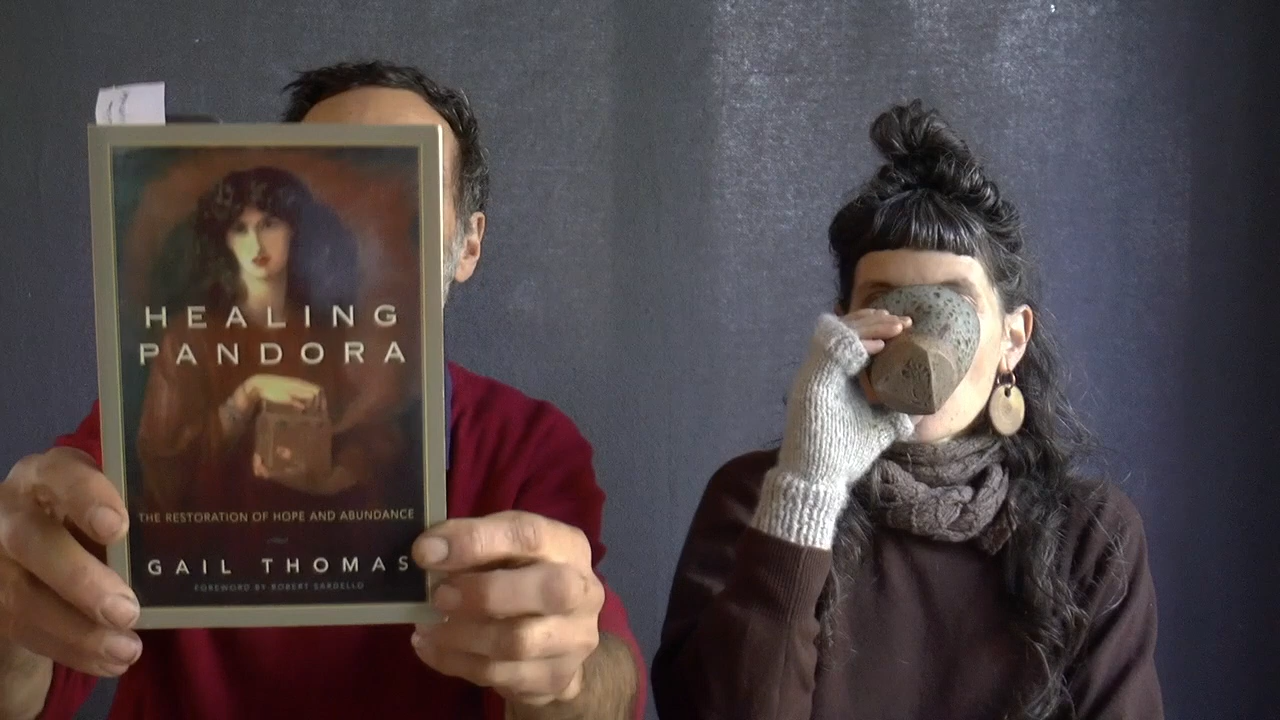 HEALING
PANDORA
THE RESTORATION OF HOPE AND ABUNDANCE
GAIL THOMAS
FOREWORD BY ROBERT SARDELLO